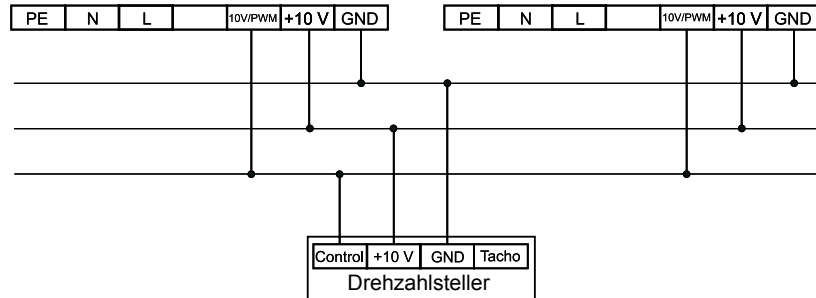 PE N L 10V/PWM +10 V GND PE N L 10V/PWM +10 V GND
Control +10 V GND Tacho
Drehzahlsteller